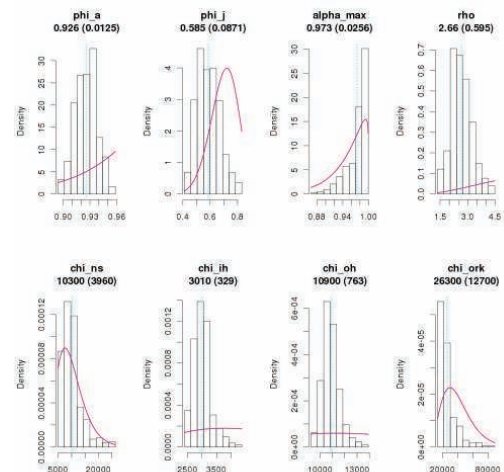 phi_a
0.926 (0.0125)
phi_j
0.585 (0.0871)
alpha_max
0.973 (0.0256)
rho
2.66 (0.595)
Density
0 5 10 15 20 25 30
0.90 0.93 0.96
Density
0 1 2 3 4
0.4 0.6 0.8
Density
0 5 10 15 20 25 30
0.88 0.94 1.00
Density
0.0 0.1 0.2 0.3 0.4 0.5 0.6 0.7
1.5 3.0 4.5
chi_ns
10300 (3960)
chi_ih
3010 (329)
chi_oh
10900 (763)
chi_ork
26300 (12700)
Density
0.00000 0.00004 0.00008 0.00012
5000 20000
Density
0.0000 0.0004 0.0008 0.0012
2500 3500
Density
0e+00 2e-04 4e-04 6e-04
10000 13000
Density
0e+00 2e-05 4e-05
20000 80000